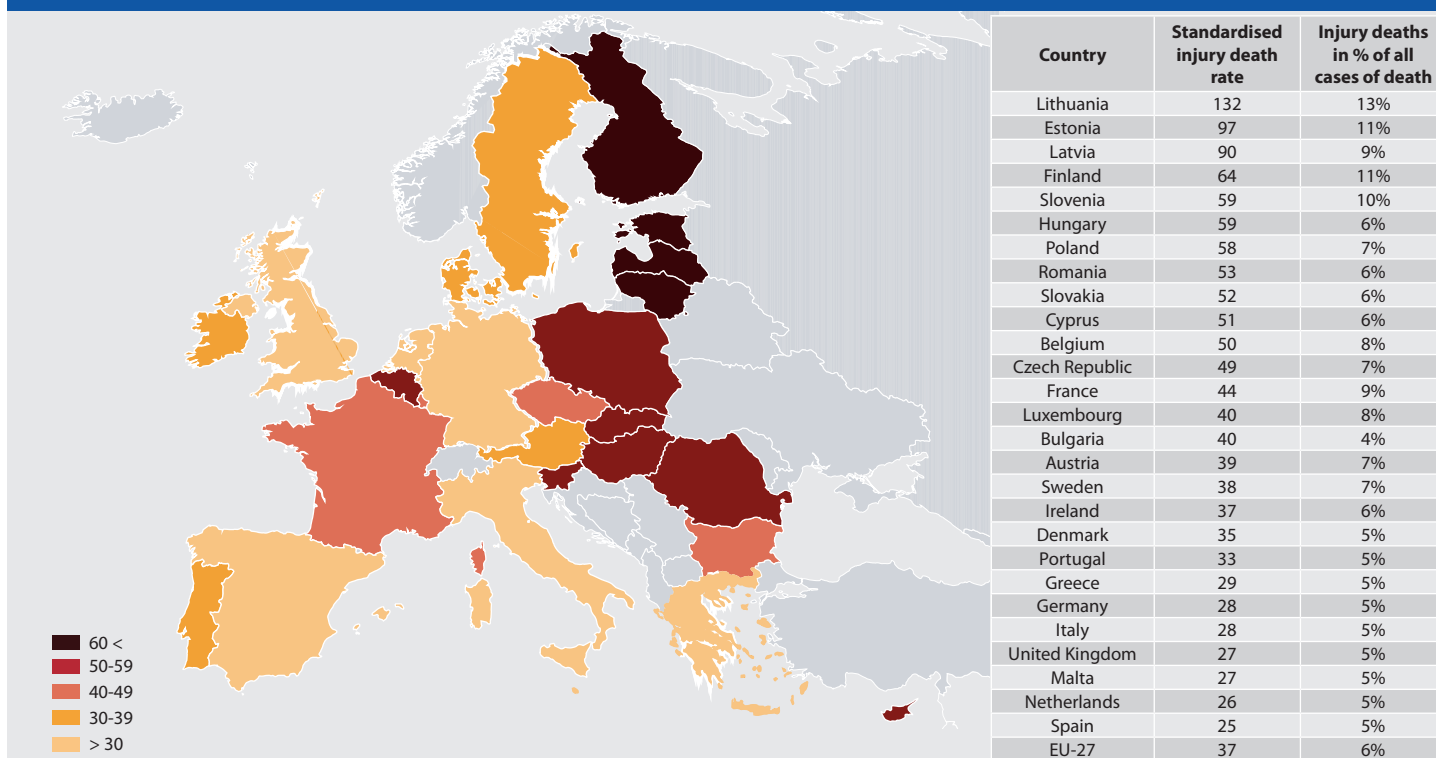 Country Standardised injury death rate Injury deaths in % of all cases of death
Lithuania 132 13%
Estonia 97 11%
Latvia 90 9%
Finland 64 11%
Slovenia 59 10%
Hungary 59 6%
Poland 58 7%
Romania 53 6%
Slovakia 52 6%
Cyprus 51 6%
Belgium 50 8%
Czech Republic 49 7%
France 44 9%
Luxembourg 40 8%
Bulgaria 40 4%
Austria 39 7%
Sweden 38 7%
Ireland 37 6%
Denmark 35 5%
Portugal 33 5%
Greece 29 5%
Germany 28 5%
Italy 28 5%
United Kingdom 27 5%
Malta 27 5%
Netherlands 26 5%
Spain 25 5%
EU-27 37 6%
60 <
50-59
40-49
30-39
> 30